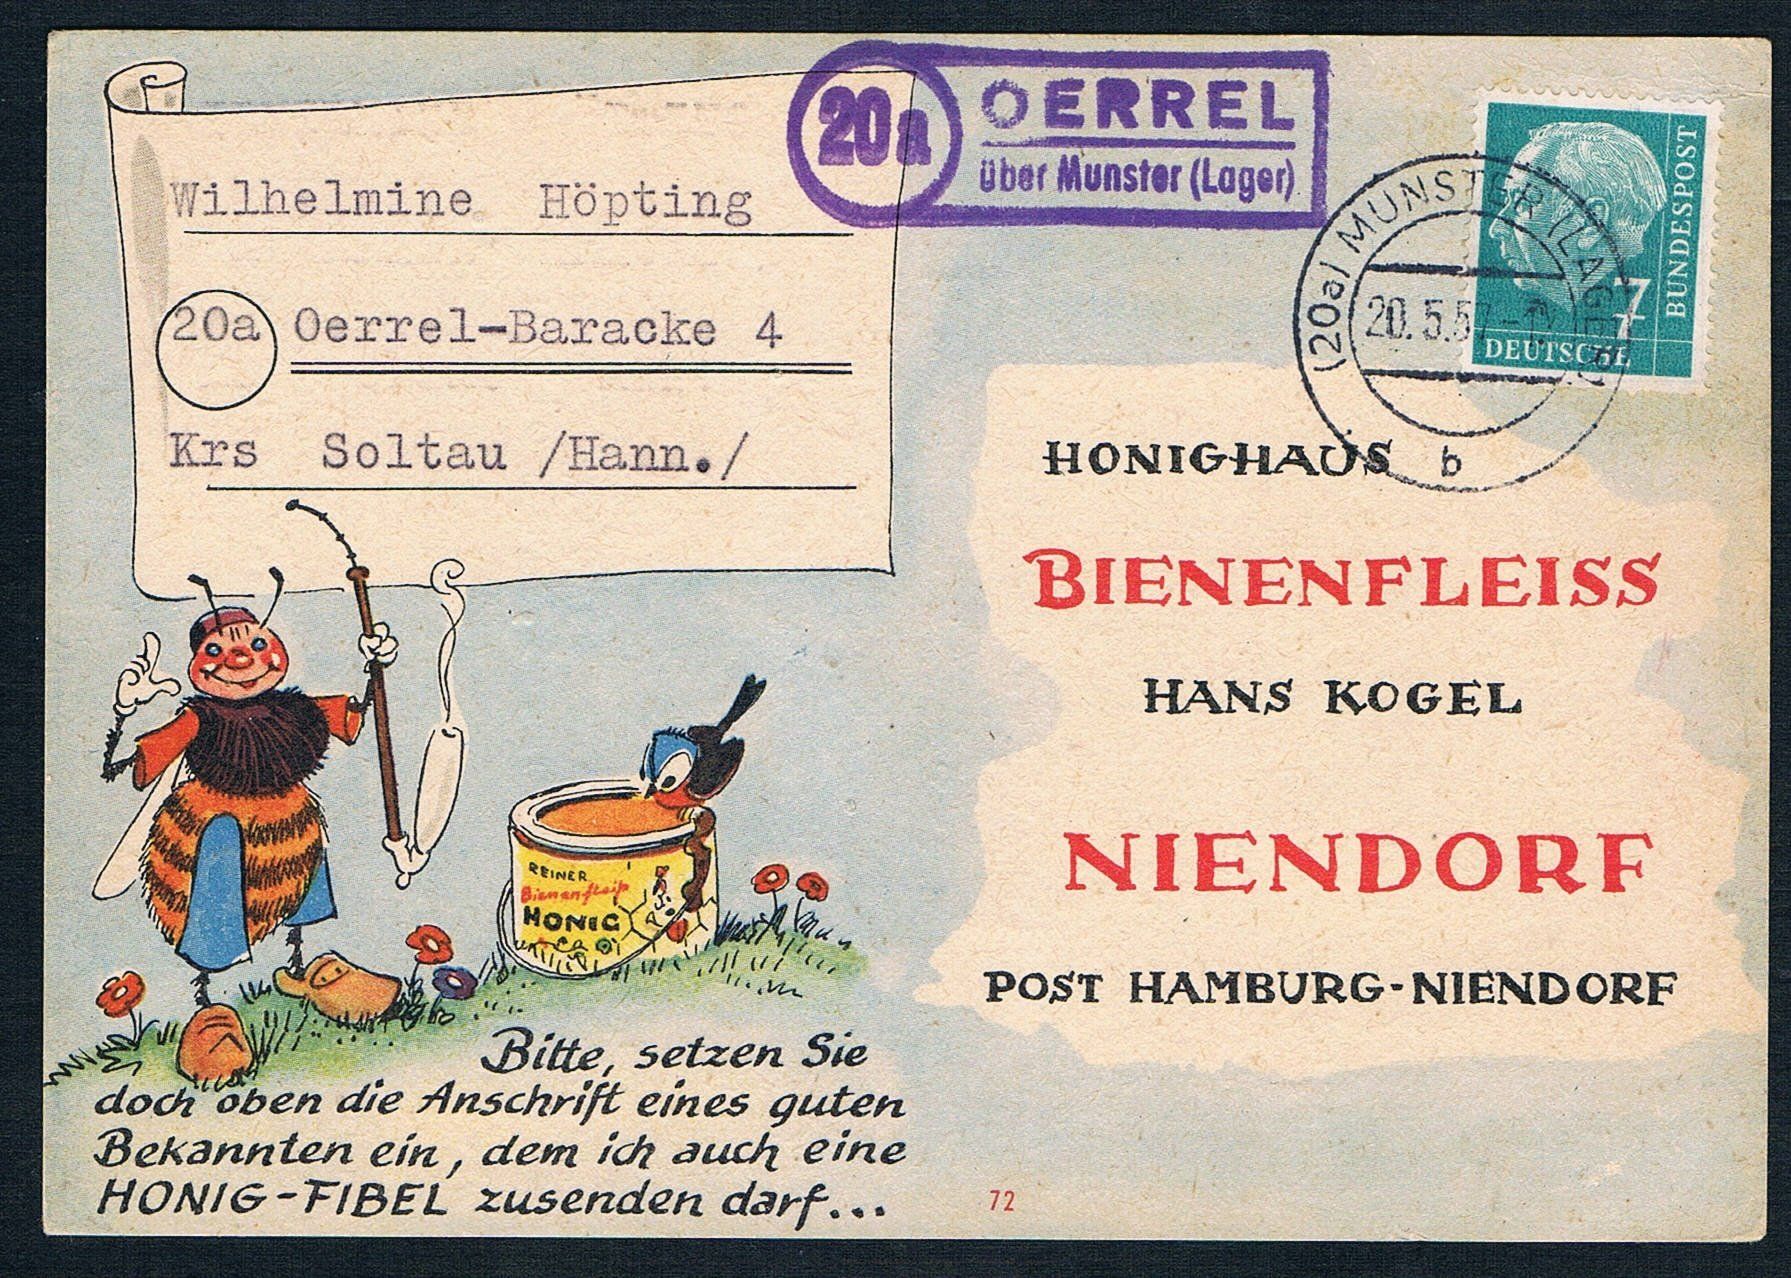 20a
OERREL
über Munster (Lager)
DEUTSCHE
BUNDESPOST
7
(20a) MUNSTER (LAGER)
20.5.57
b
Wilhelmine Höpting
20a Oerrel-Baracke 4
Krs Soltau /Hann./
HONIGHAUS
BIENENFLEISS
HANS KOGEL
NIENDORF
POST HAMBURG-NIENDORF
REINER
Bienenfleiß
HONIG
Bitte, setzen Sie
doch oben die Anschrift eines guten
Bekannten ein, dem ich auch eine
HONIG-FIBEL zusenden darf...
72